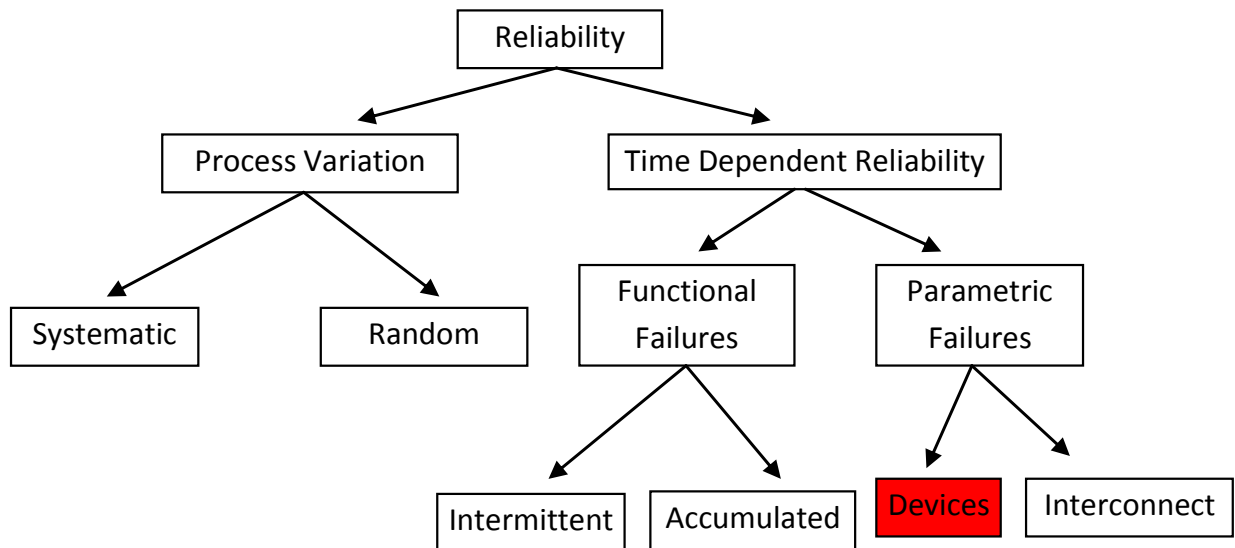 Reliability
Process Variation
Time Dependent Reliability
Systematic
Random
Functional
Failures
Parametric
Failures
Intermittent
Accumulated
Devices
Interconnect